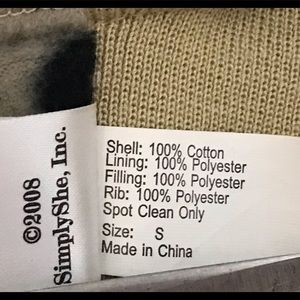 ©2008
SimplyShe, Inc.
Shell: 100% Cotton
Lining: 100% Polyester
Filling: 100% Polyester
Rib: 100% Polyester
Spot Clean Only
Size: S
Made in China